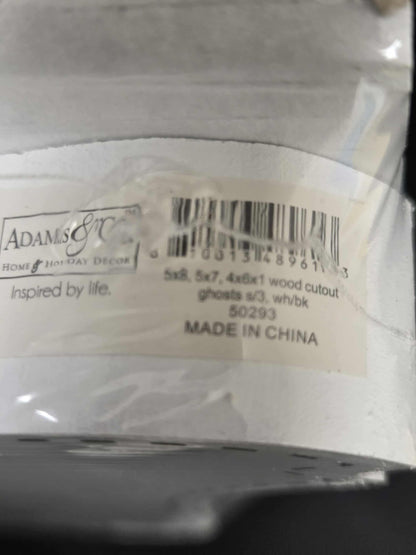 ADAMS & Co.™
HOME & HOLIDAY DECOR
Inspired by life.
5x8, 5x7, 4x6x1 wood cutout
ghosts s/3, wh/bk
50293
MADE IN CHINA